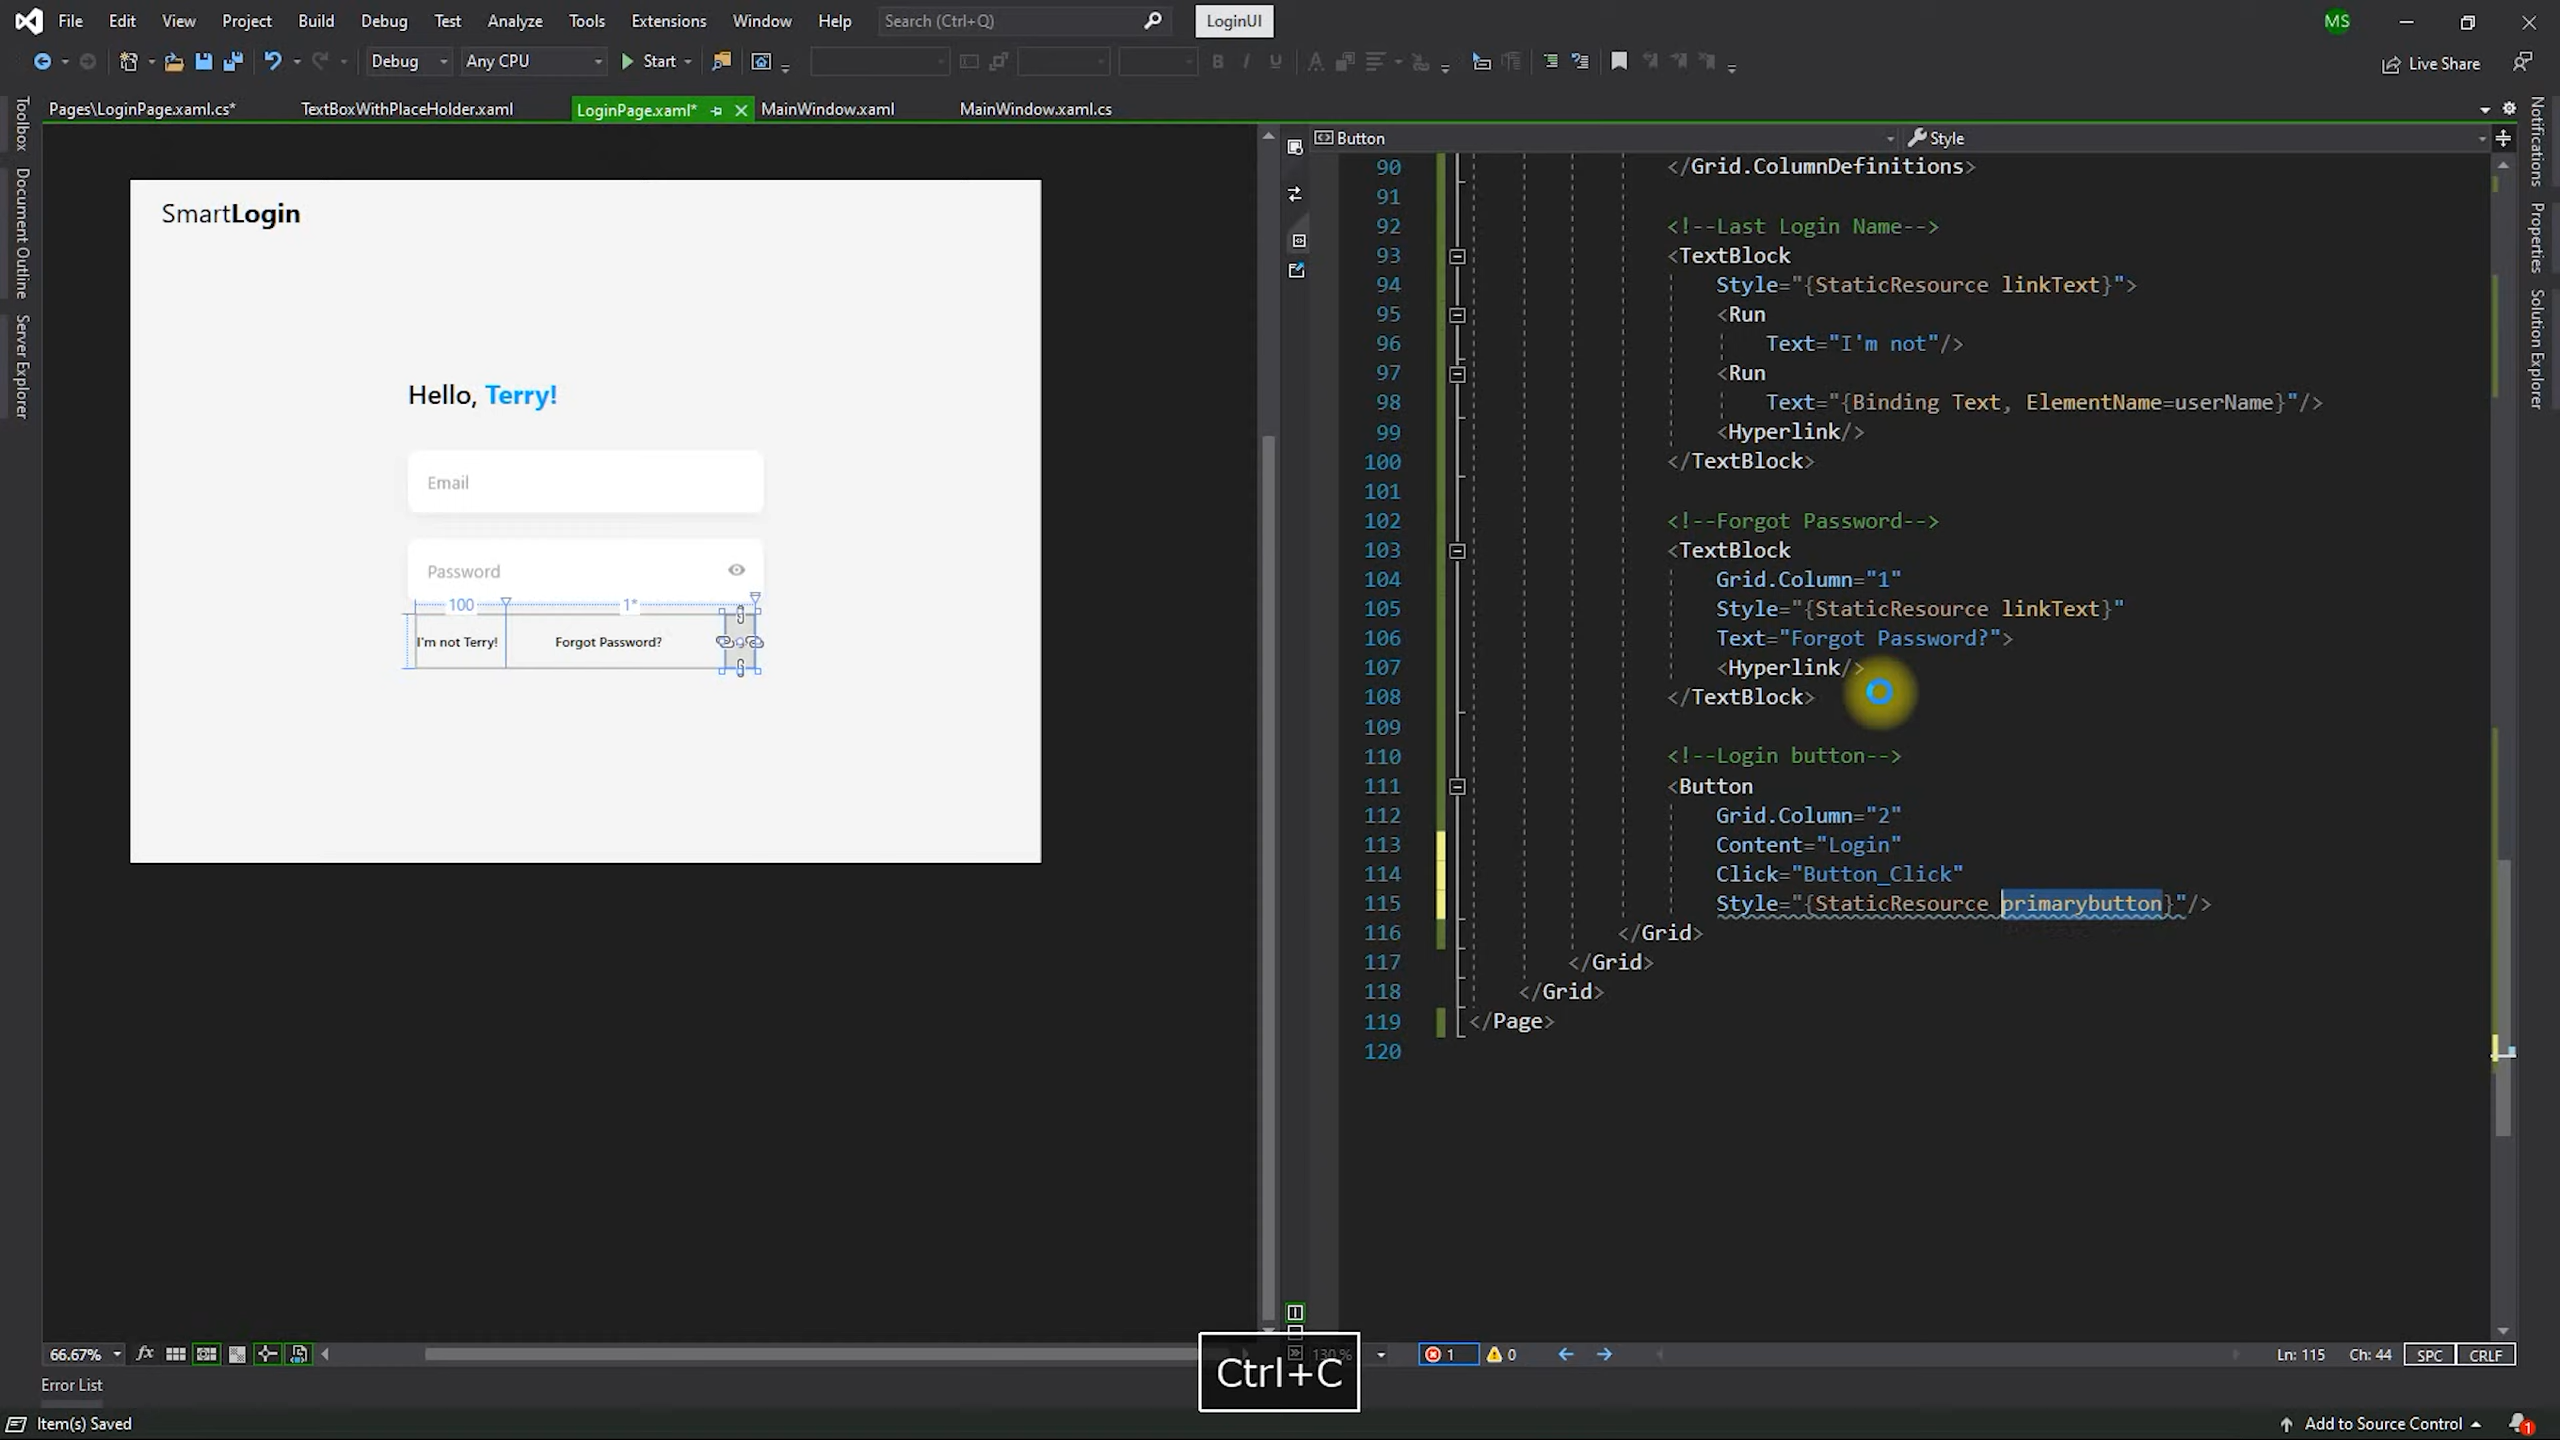 File Edit View Project Build Debug Test Analyze Tools Extensions Window Help Search (Ctrl+Q) LoginUI MS
Debug Any CPU Start Live Share
Pages\LoginPage.xaml.cs* TextBoxWithPlaceHolder.xaml LoginPage.xaml* MainWindow.xaml MainWindow.xaml.cs
Toolbox
Document Outline
Server Explorer
SmartLogin
Hello, Terry!
Email
Password
100 1*
I'm not Terry! Forgot Password?
Button Style
90 </Grid.ColumnDefinitions>
91
92 <!--Last Login Name-->
93 <TextBlock
94 Style="{StaticResource linkText}">
95 <Run
96 Text="I'm not"/>
97 <Run
98 Text="{Binding Text, ElementName=userName}"/>
99 <Hyperlink/>
100 </TextBlock>
101
102 <!--Forgot Password-->
103 <TextBlock
104 Grid.Column="1"
105 Style="{StaticResource linkText}"
106 Text="Forgot Password?">
107 <Hyperlink/>
108 </TextBlock>
109
110 <!--Login button-->
111 <Button
112 Grid.Column="2"
113 Content="Login"
114 Click="Button_Click"
115 Style="{StaticResource primarybutton}"/>
116 </Grid>
117 </Grid>
118 </Grid>
119 </Page>
120
Notifications
Properties
Solution Explorer
66.67% fx 130 % 1 0 Ln: 115 Ch: 44 SPC CRLF
Ctrl+C
Error List
Item(s) Saved Add to Source Control 1